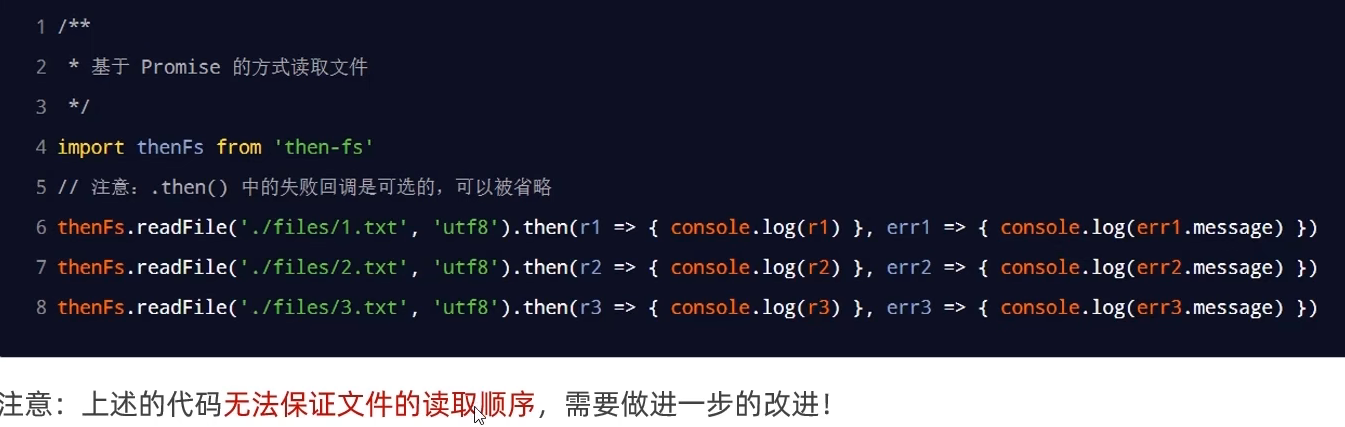 1 /**
2  * 基于 Promise 的方式读取文件
3  */
4 import thenFs from 'then-fs'
5 // 注意：.then() 中的失败回调是可选的，可以被省略
6 thenFs.readFile('./files/1.txt', 'utf8').then(r1 => { console.log(r1) }, err1 => { console.log(err1.message) })
7 thenFs.readFile('./files/2.txt', 'utf8').then(r2 => { console.log(r2) }, err2 => { console.log(err2.message) })
8 thenFs.readFile('./files/3.txt', 'utf8').then(r3 => { console.log(r3) }, err3 => { console.log(err3.message) })
注意：上述的代码无法保证文件的读取顺序，需要做进一步的改进！